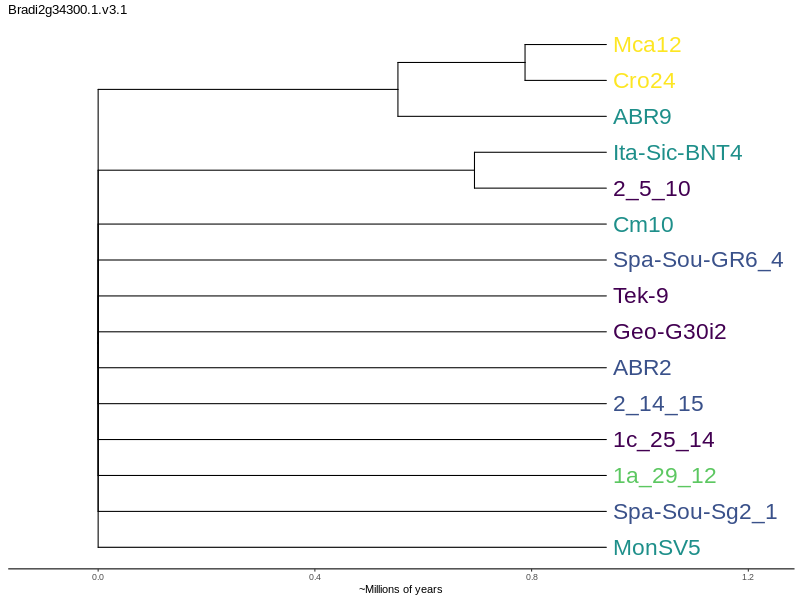 Bradi2g34300.1.v3.1
Mca12
Cro24
ABR9
Ita-Sic-BNT4
2_5_10
Cm10
Spa-Sou-GR6_4
Tek-9
Geo-G30i2
ABR2
2_14_15
1c_25_14
1a_29_12
Spa-Sou-Sg2_1
MonSV5
0.0 0.4 0.8 1.2
~Millions of years